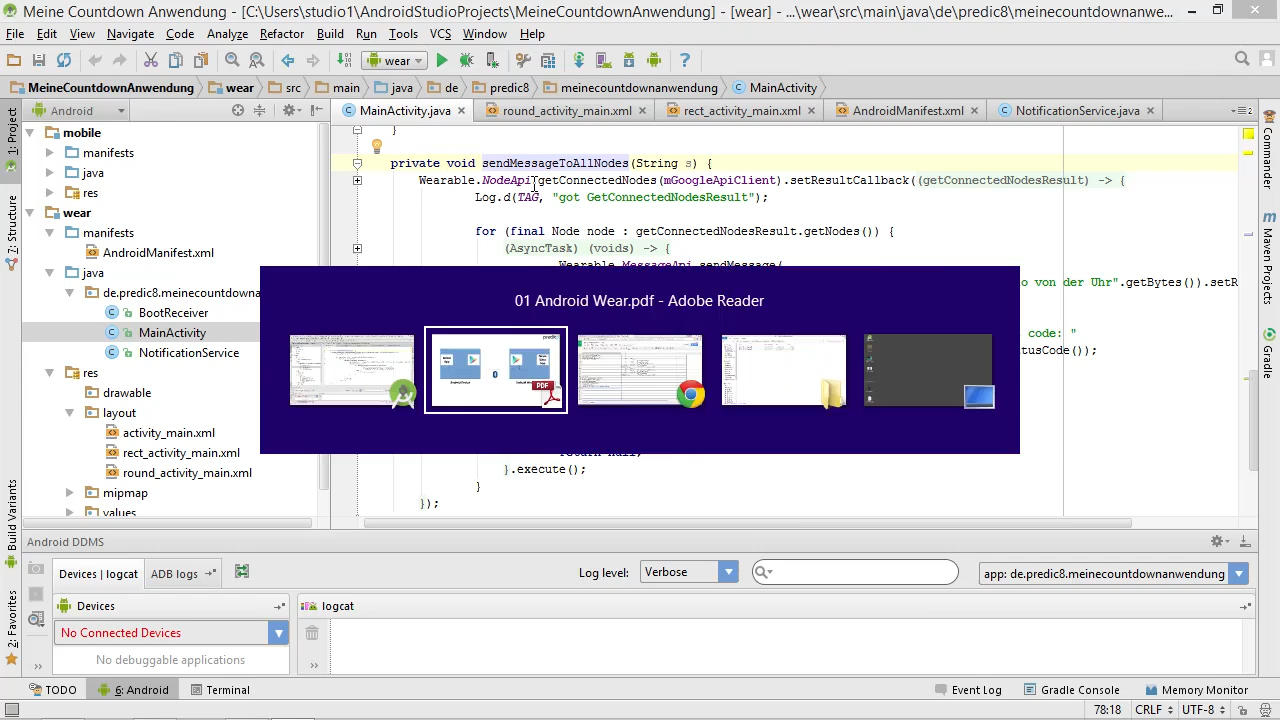 Meine Countdown Anwendung - [C:\Users\studio1\AndroidStudioProjects\MeineCountdownAnwendung] - [wear] - ...\wear\src\main\java\de\predic8\meinecountdownanwe...
File Edit View Navigate Code Analyze Refactor Build Run Tools VCS Window Help
wear
MeineCountdownAnwendung wear src main java de predic8 meinecountdownanwendung MainActivity
Android
MainActivity.java round_activity_main.xml rect_activity_main.xml AndroidManifest.xml NotificationService.java
1: Project
7: Structure
Build Variants
2: Favorites
Commander
Maven Projects
Gradle
mobile
manifests
java
res
wear
manifests
AndroidManifest.xml
java
de.predic8.meinecountdowna
BootReceiver
MainActivity
NotificationService
res
drawable
layout
activity_main.xml
rect_activity_main.xml
round_activity_main.xml
mipmap
values
}
private void sendMessageToAllNodes(String s) {
Wearable.NodeApi.getConnectedNodes(mGoogleApiClient).setResultCallback((getConnectedNodesResult) -> {
Log.d(TAG, "got GetConnectedNodesResult");
for (final Node node : getConnectedNodesResult.getNodes()) {
(AsyncTask) (voids) -> {
Wearable.MessageApi.sendMessage(
o von der Uhr".getBytes()).setR
code: "
tusCode());
return null;
}.execute();
}
});
01 Android Wear.pdf - Adobe Reader
PDF
Android DDMS
Devices | logcat
ADB logs
Log level:
Verbose
app: de.predic8.meinecountdownanwendung
Devices
logcat
No Connected Devices
No debuggable applications
TODO
6: Android
Terminal
Event Log
Gradle Console
Memory Monitor
78:18
CRLF
UTF-8